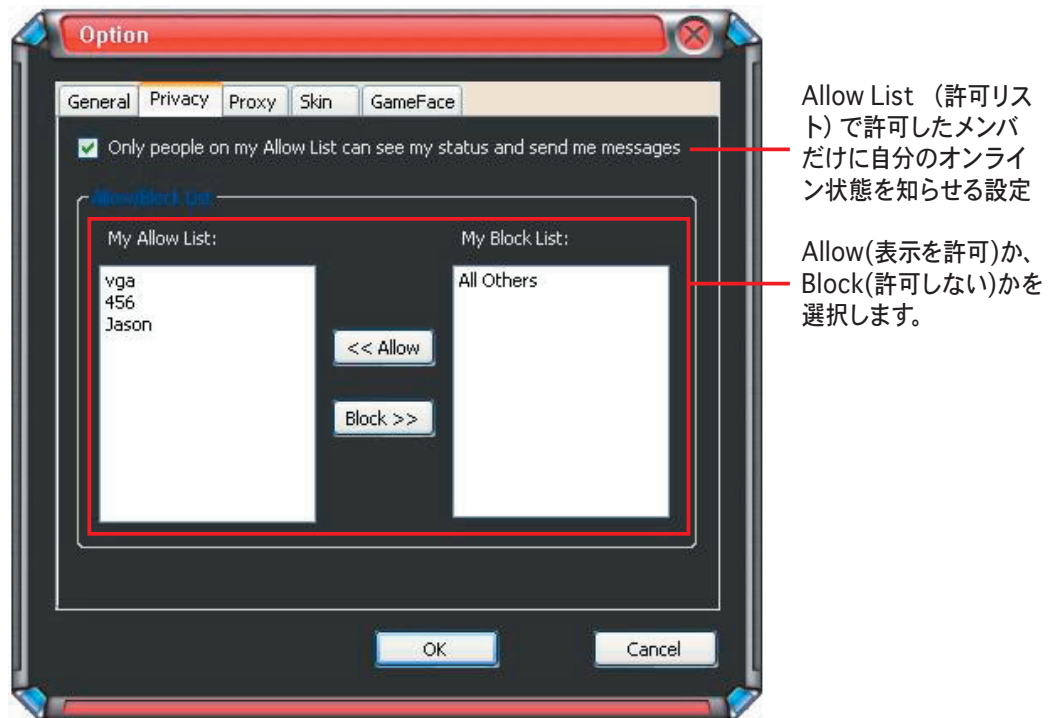 Option
General Privacy Proxy Skin GameFace
Only people on my Allow List can see my status and send me messages
Allow/Block List
My Allow List:
vga
456
Jason
<< Allow
Block >>
My Block List:
All Others
OK Cancel
Allow List （許可リス
ト）で許可したメンバ
だけに自分のオンライ
ン状態を知らせる設定
Allow(表示を許可)か、
Block(許可しない)かを
選択します。